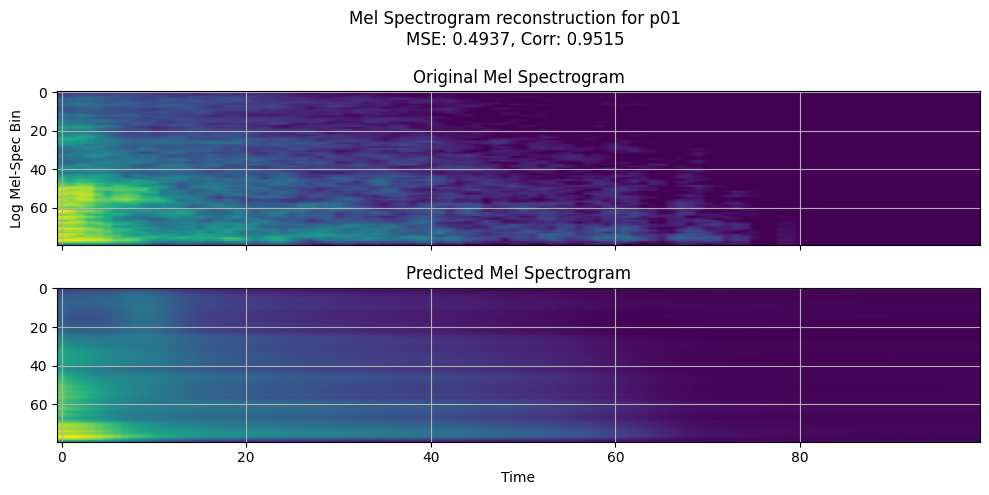 Mel Spectrogram reconstruction for p01
MSE: 0.4937, Corr: 0.9515
Original Mel Spectrogram
Log Mel-Spec Bin
0
20
40
60
Predicted Mel Spectrogram
0
20
40
60
0 20 40 60 80
Time